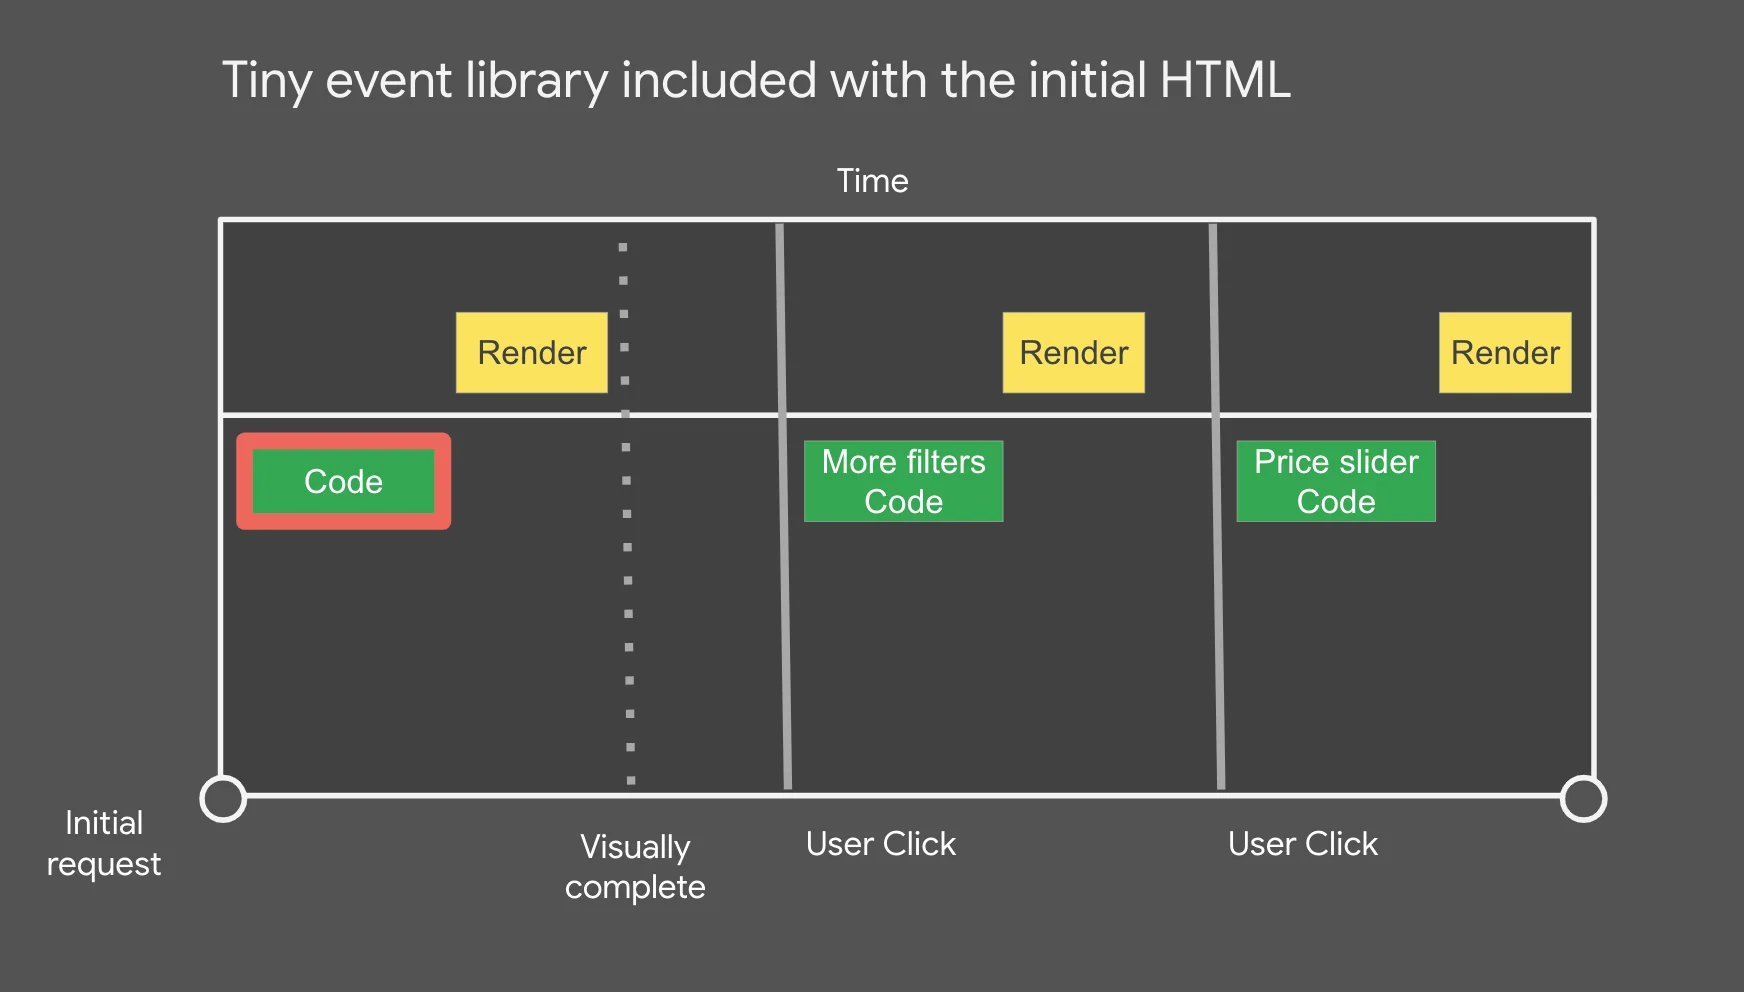 Tiny event library included with the initial HTML
Time
Render
Render
Render
Code
More filters
Code
Price slider
Code
Initial
request
Visually
complete
User Click
User Click